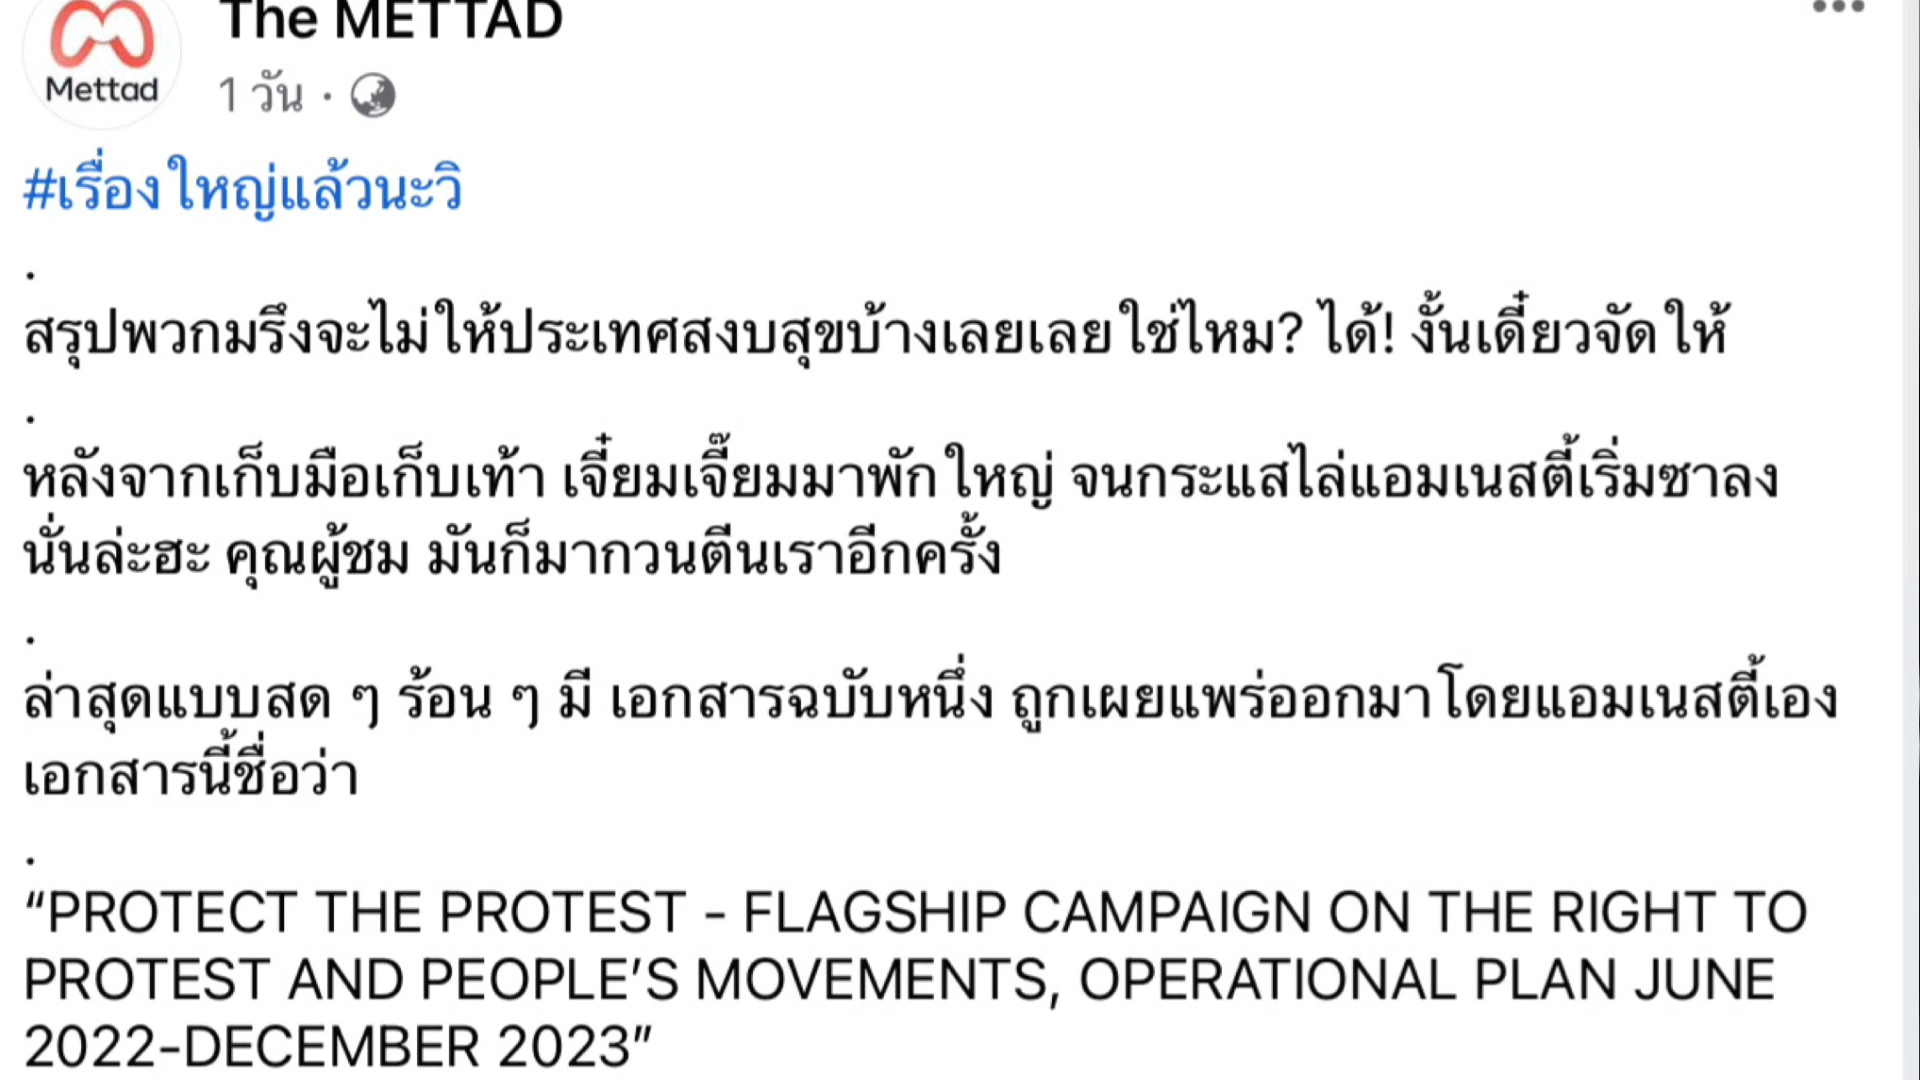 The METTAD
Mettad
1 วัน ·
#เรื่องใหญ่แล้วนะวิ
.
สรุปพวกมรึงจะไม่ให้ประเทศสงบสุขบ้างเลยเลยใช่ไหม? ได้! งั้นเดี๋ยวจัดให้
.
หลังจากเก็บมือเก็บเท้า เจี๋ยมเจี๊ยมมาพักใหญ่ จนกระแสไล่แอมเนสตี้เริ่มซาลง
นั่นล่ะฮะ คุณผู้ชม มันก็มากวนตีนเราอีกครั้ง
.
ล่าสุดแบบสด ๆ ร้อน ๆ มี เอกสารฉบับหนึ่ง ถูกเผยแพร่ออกมาโดยแอมเนสตี้เอง
เอกสารนี้ชื่อว่า
.
“PROTECT THE PROTEST - FLAGSHIP CAMPAIGN ON THE RIGHT TO
PROTEST AND PEOPLE’S MOVEMENTS, OPERATIONAL PLAN JUNE
2022-DECEMBER 2023”